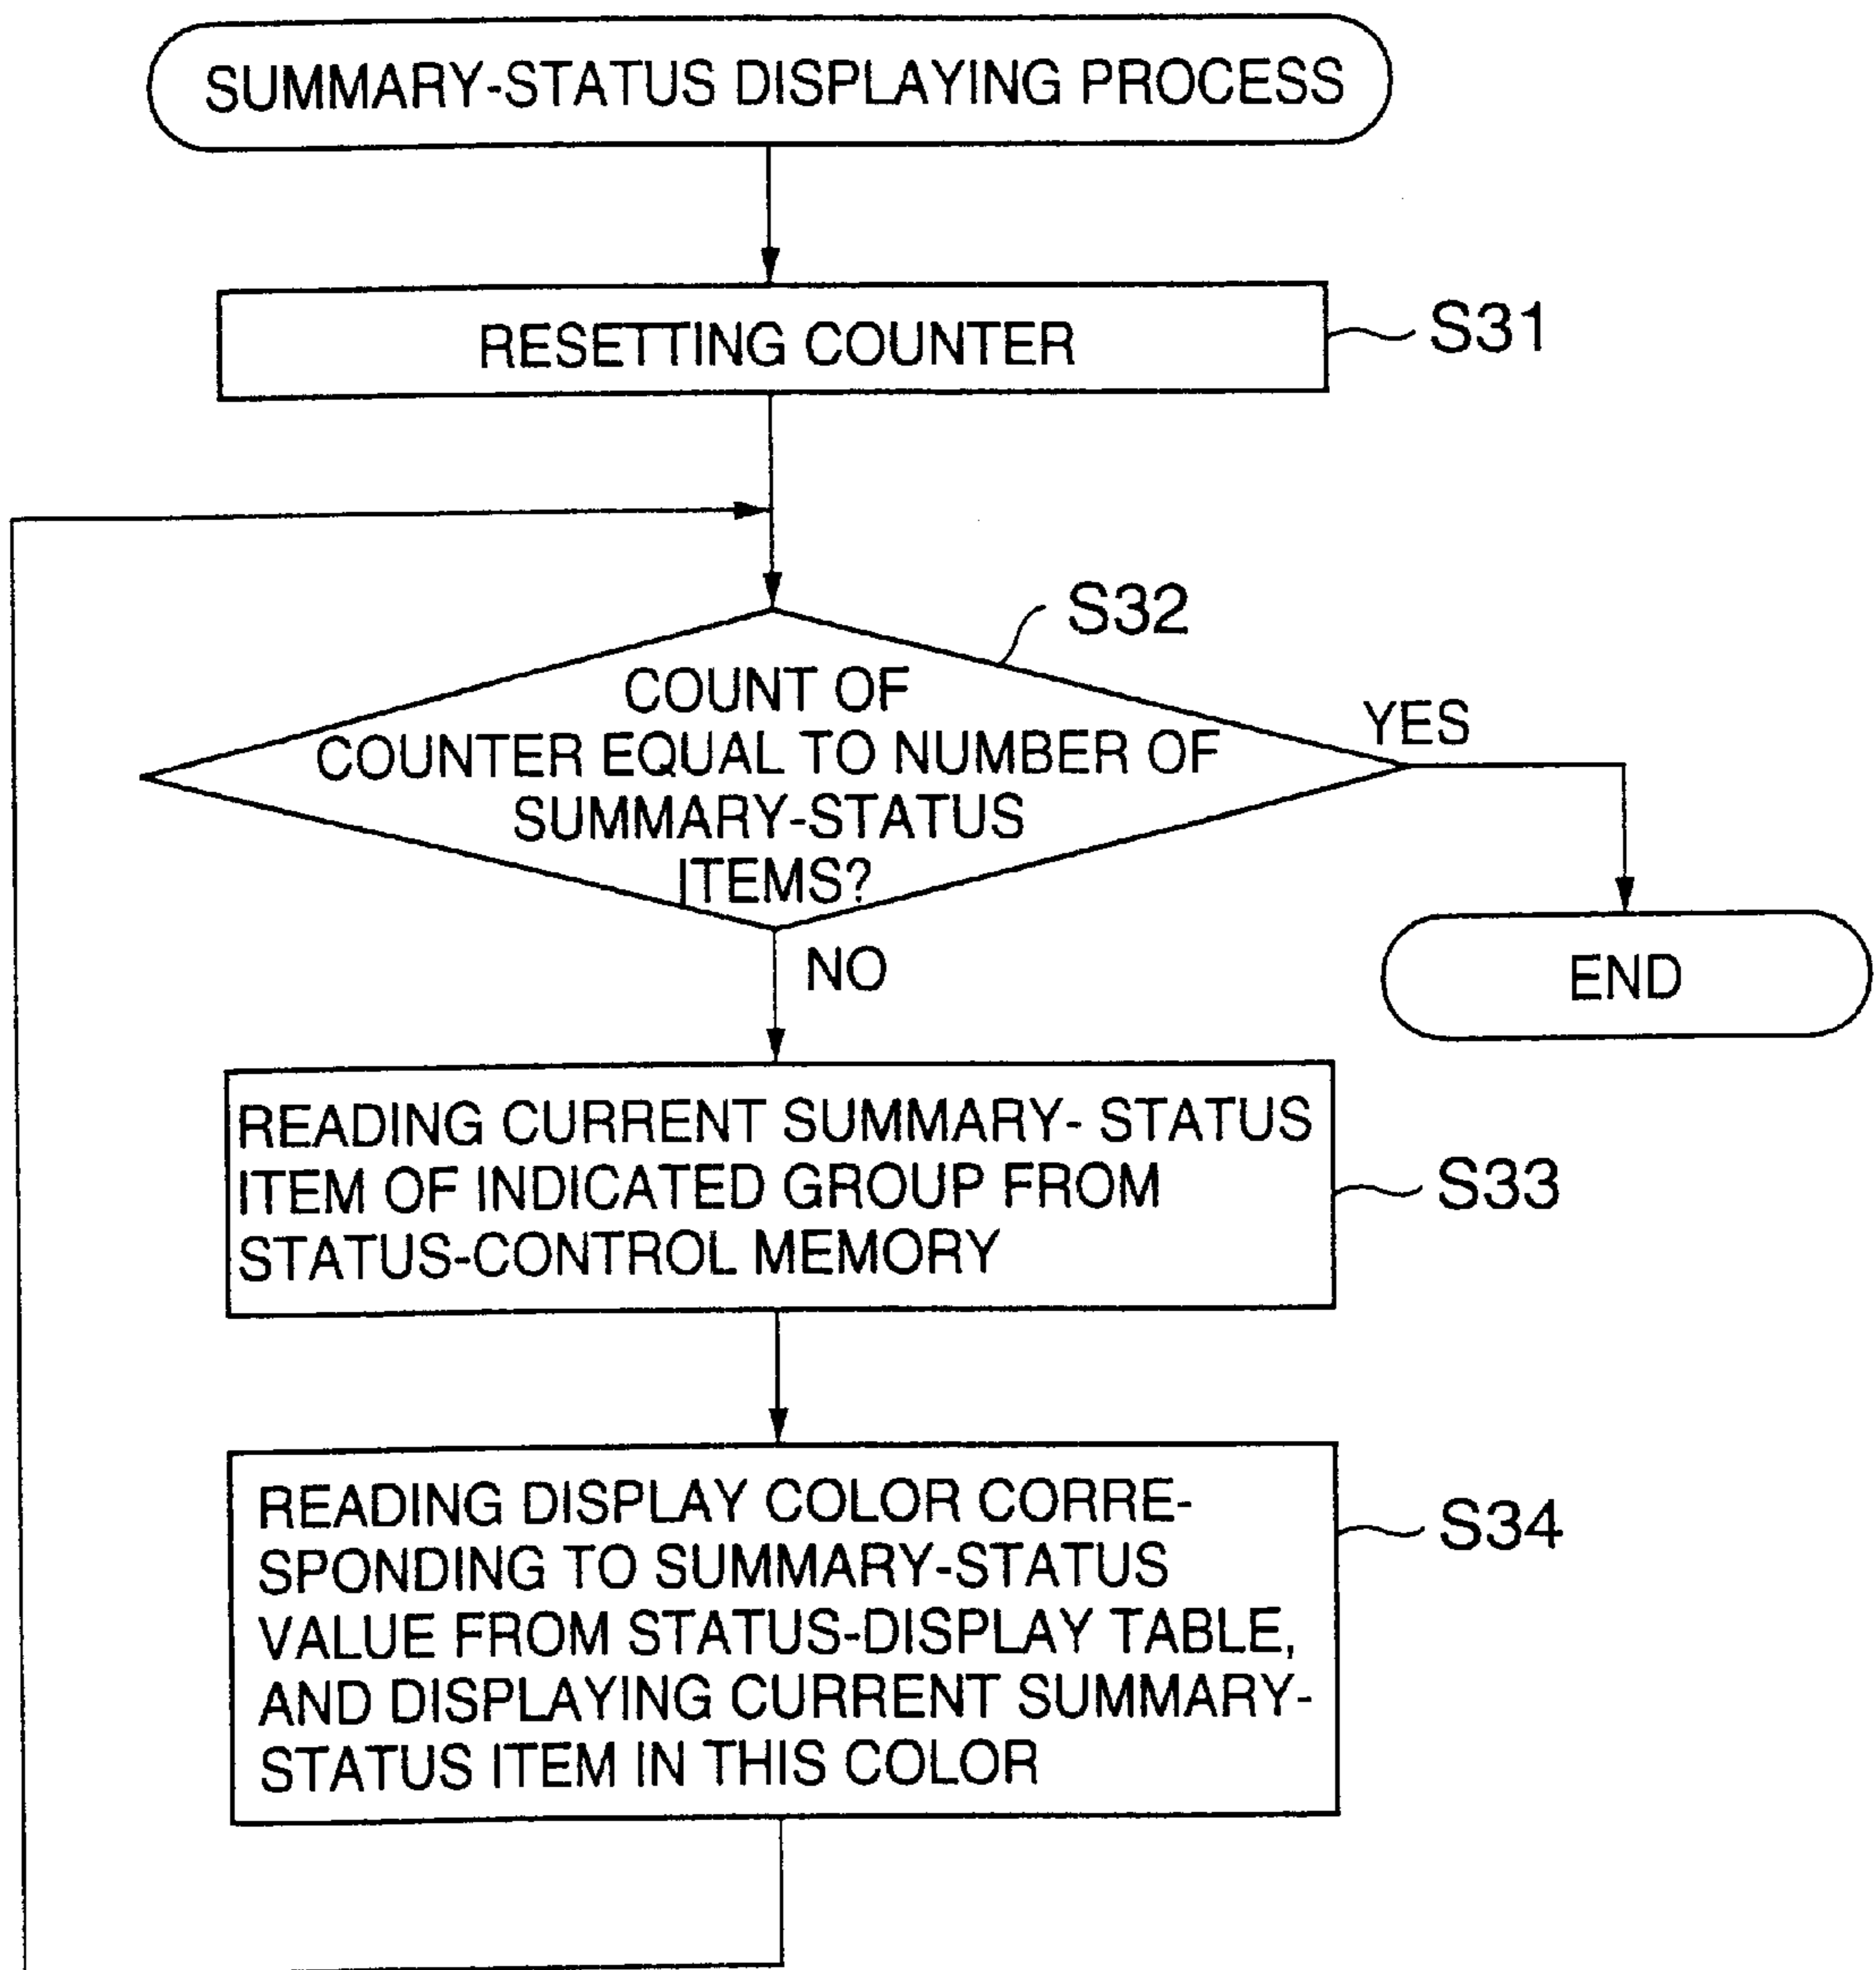 SUMMARY-STATUS DISPLAYING PROCESS
RESETTING COUNTER
S31
S32
COUNT OF
COUNTER EQUAL TO NUMBER OF
SUMMARY-STATUS
ITEMS?
YES
NO
END
READING CURRENT SUMMARY- STATUS
ITEM OF INDICATED GROUP FROM
STATUS-CONTROL MEMORY
S33
READING DISPLAY COLOR CORRE-
SPONDING TO SUMMARY-STATUS
VALUE FROM STATUS-DISPLAY TABLE,
AND DISPLAYING CURRENT SUMMARY-
STATUS ITEM IN THIS COLOR
S34